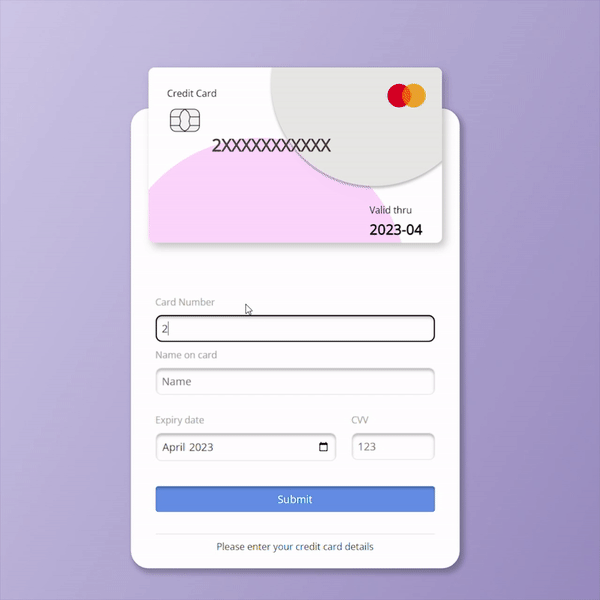 Credit Card
2XXXXXXXXXXX
Valid thru
2023-04
Card Number
2
Name on card
Name
Expiry date
CVV
April 2023
123
Submit
Please enter your credit card details